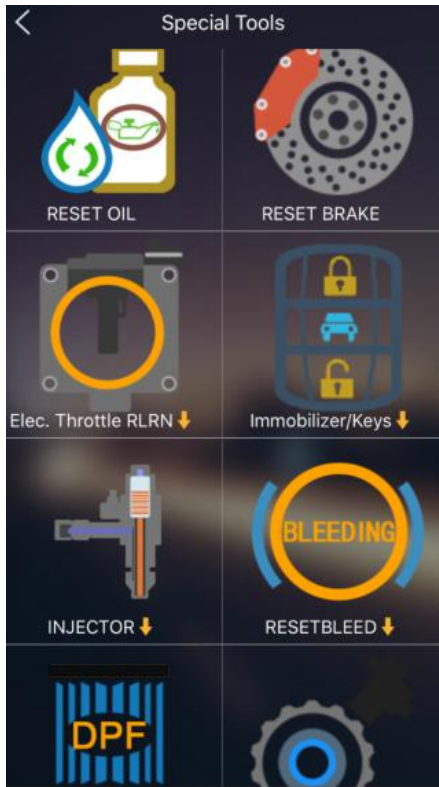 Special Tools
RESET OIL
RESET BRAKE
Elec. Throttle RLRN
Immobilizer/Keys
INJECTOR
BLEEDING
RESETBLEED
DPF